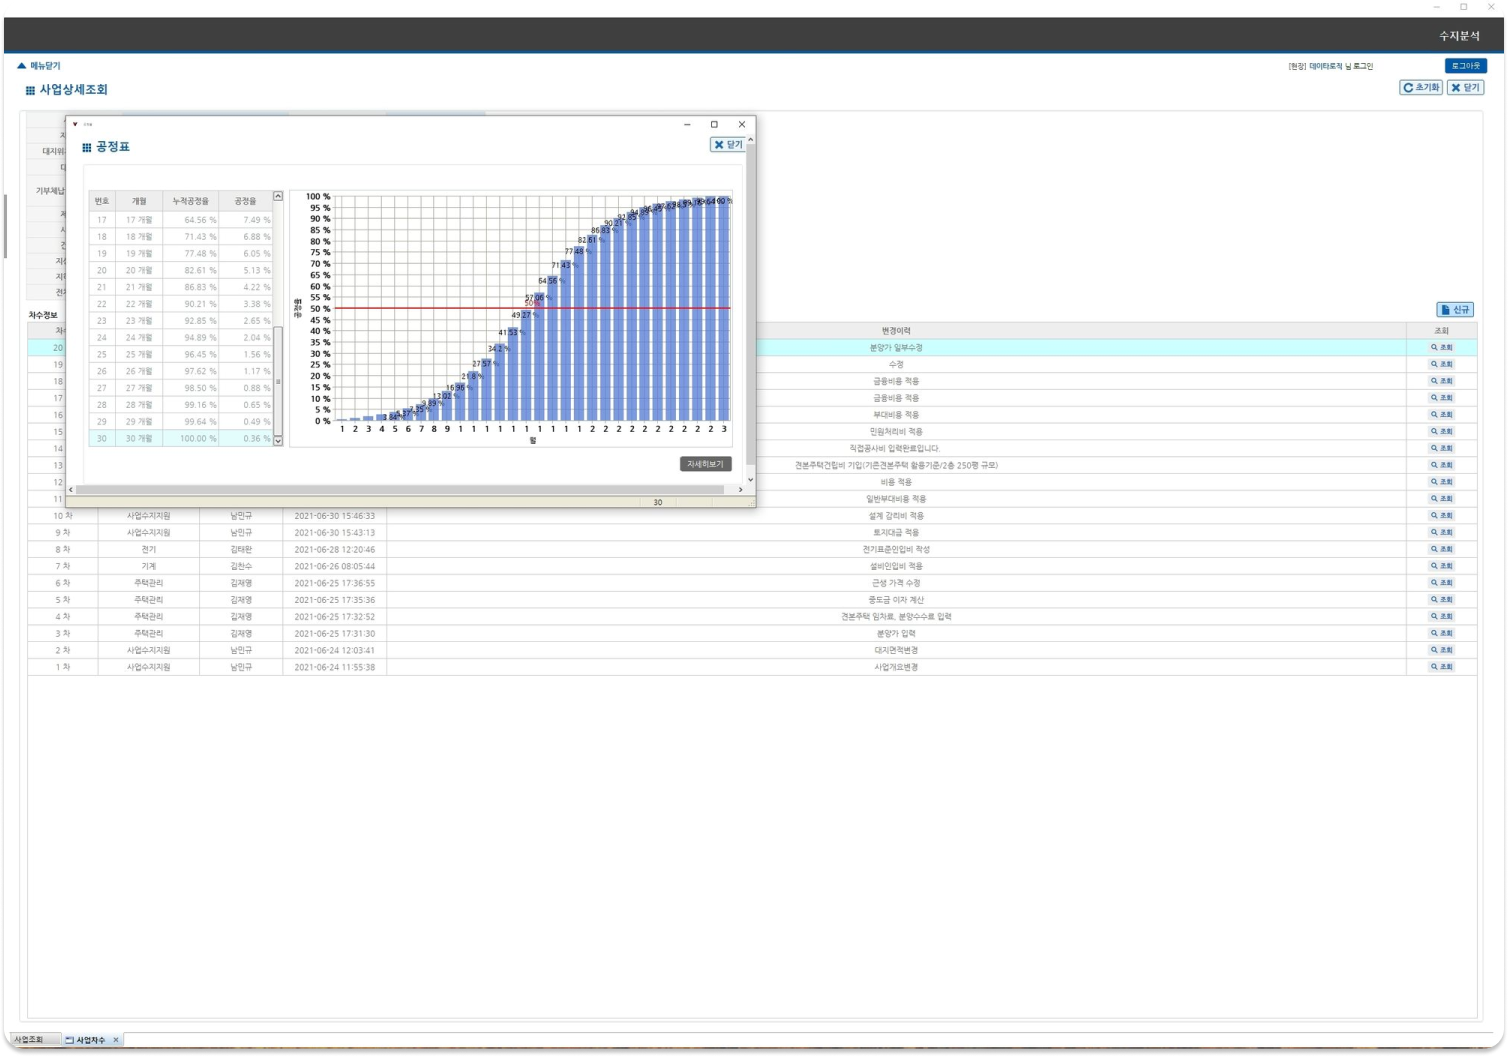 수지분석
메뉴닫기
[현장] 데이타로직 님 로그인
로그아웃
사업상세조회
초기화
닫기
대지위
기부체납
차수정보
신규
변경이력
조회
20 분양가 일부수정 조회
19 수정 조회
18 금융비용 적용 조회
17 금융비용 적용 조회
16 부대비용 적용 조회
15 민원처리비 적용 조회
14 직접공사비 입력완료입니다. 조회
13 견본주택건립비 기입(기존견본주택 활용기준/2층 250평 규모) 조회
12 비용 적용 조회
11 일반부대비용 적용 조회
10 차 사업수지지원 남민규 2021-06-30 15:46:33 설계 감리비 적용 조회
9 차 사업수지지원 남민규 2021-06-30 15:43:13 토지대금 적용 조회
8 차 전기 김태완 2021-06-28 12:20:46 전기표준인입비 작성 조회
7 차 기계 김찬수 2021-06-26 08:05:44 설비인입비 적용 조회
6 차 주택관리 김재명 2021-06-25 17:36:55 근생 가격 수정 조회
5 차 주택관리 김재명 2021-06-25 17:35:36 중도금 이자 계산 조회
4 차 주택관리 김재명 2021-06-25 17:32:52 견본주택 임차료, 분양수수료 입력 조회
3 차 주택관리 김재명 2021-06-25 17:31:30 분양가 입력 조회
2 차 사업수지지원 남민규 2021-06-24 12:03:41 대지면적변경 조회
1 차 사업수지지원 남민규 2021-06-24 11:55:38 사업개요변경 조회
공정표
닫기
번호 개월 누적공정율 공정율
17 17 개월 64.56 % 7.49 %
18 18 개월 71.43 % 6.88 %
19 19 개월 77.48 % 6.05 %
20 20 개월 82.61 % 5.13 %
21 21 개월 86.83 % 4.22 %
22 22 개월 90.21 % 3.38 %
23 23 개월 92.85 % 2.65 %
24 24 개월 94.89 % 2.04 %
25 25 개월 96.45 % 1.56 %
26 26 개월 97.62 % 1.17 %
27 27 개월 98.50 % 0.88 %
28 28 개월 99.16 % 0.65 %
29 29 개월 99.64 % 0.49 %
30 30 개월 100.00 % 0.36 %
100 %
95 %
90 %
85 %
80 %
75 %
70 %
65 %
60 %
55 %
50 %
45 %
40 %
35 %
30 %
25 %
20 %
15 %
10 %
5 %
0 %
공정률
13.02 %
16.96 %
21.8 %
27.57 %
34.2 %
41.53 %
49.27 %
50%
57.06 %
64.56 %
71.43 %
77.48 %
82.61 %
86.83 %
90.21 %
1 2 3 4 5 6 7 8 9 1 1 1 1 1 1 1 1 1 1 2 2 2 2 2 2 2 2 2 2 3
월
자세히보기
30
사업조회
사업차수